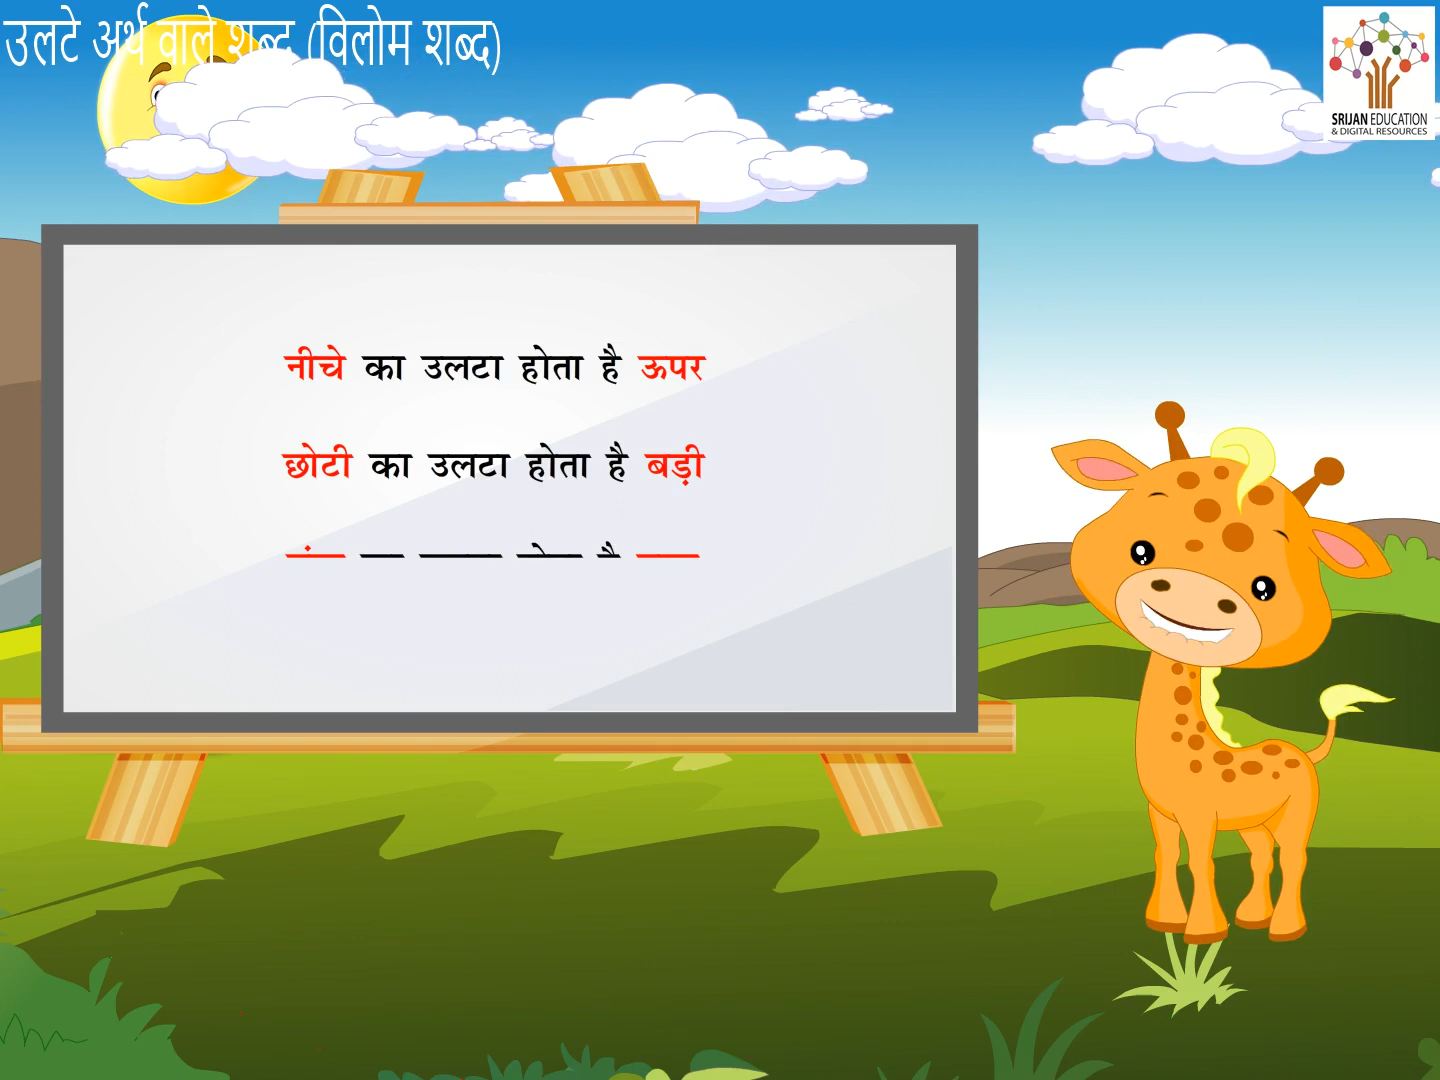 उलटे अर्थ वाले शब्द (विलोम शब्द)
SRIJAN EDUCATION
& DIGITAL RESOURCES
नीचे का उलटा होता है ऊपर
छोटी का उलटा होता है बड़ी